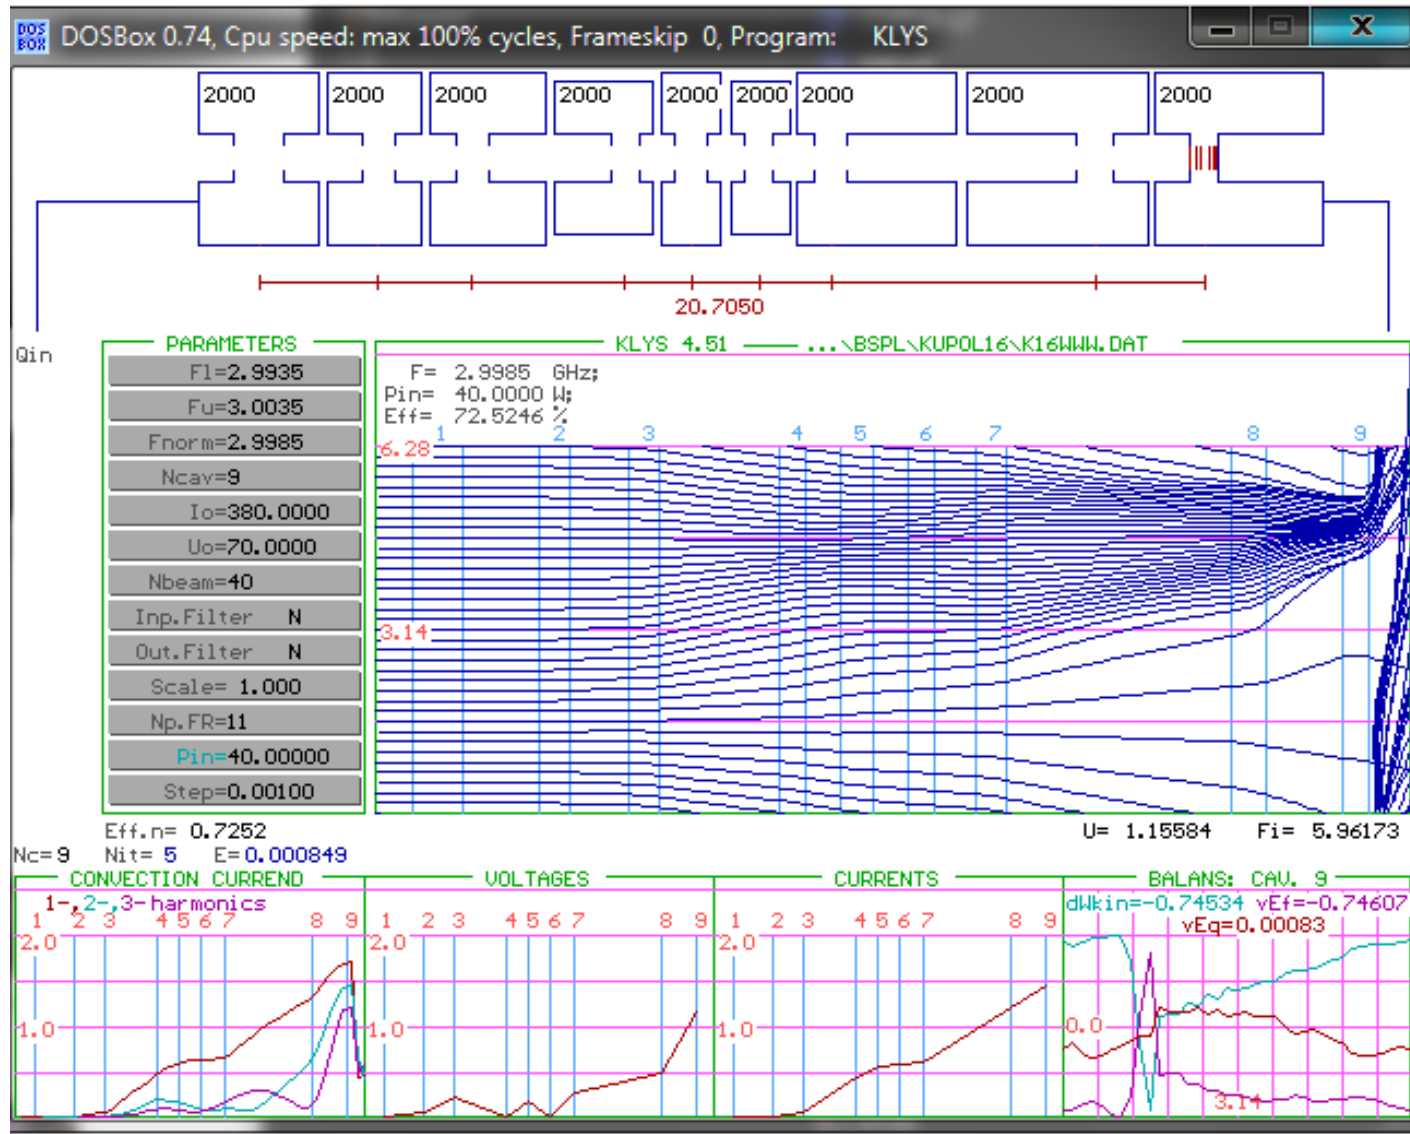 DOS BOX DOSBox 0.74, Cpu speed: max 100% cycles, Frameskip 0, Program: KLYS
2000 2000 2000 2000 2000 2000 2000 2000 2000
20.7050
Qin
PARAMETERS
Fl=2.9935
Fu=3.0035
Fnorm=2.9985
Ncav=9
Io=380.0000
Uo=70.0000
Nbeam=40
Inp.Filter N
Out.Filter N
Scale= 1.000
Np.FR=11
Pin=40.00000
Step=0.00100
KLYS 4.51 ...\BSPL\KUPOL16\K16WWW.DAT
F= 2.9985 GHz;
Pin= 40.0000 W;
Eff= 72.5246 %
1 2 3 4 5 6 7 8 9
6.28
3.14
Eff.n= 0.7252
U= 1.15584 Fi= 5.96173
Nc=9 Nit= 5 E=0.000849
CONVECTION CURREND
1-,2-,3-harmonics
1 2 3 4 5 6 7 8 9
2.0
1.0
VOLTAGES
1 2 3 4 5 6 7 8 9
2.0
1.0
CURRENTS
1 2 3 4 5 6 7 8 9
2.0
1.0
BALANS: CAV. 9
dWkin=-0.74534 vEf=-0.74607
vEq=0.00083
0.0
3.14